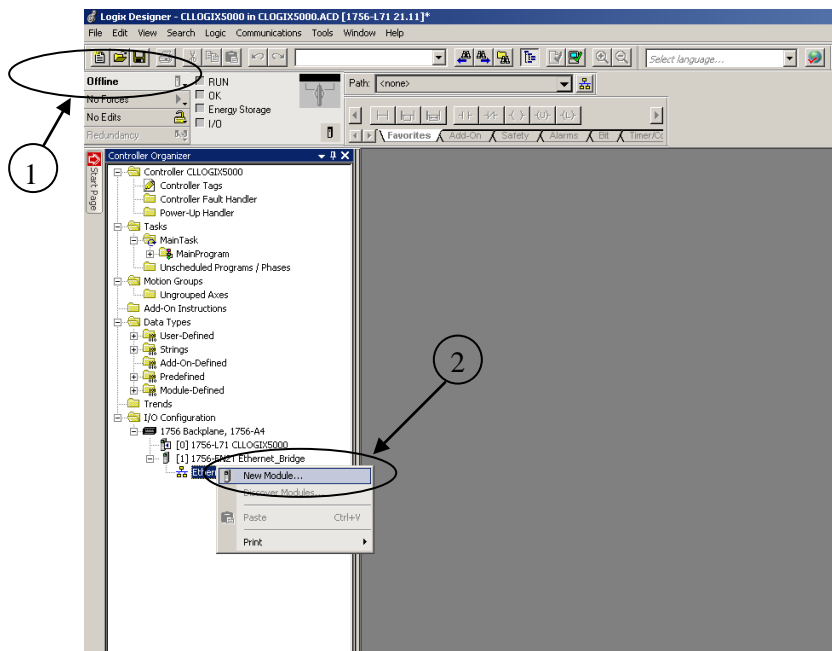 Logix Designer - CLLOGIX5000 in CLOGIX5000.ACD [1756-L71 21.11]*
File Edit View Search Logic Communications Tools Window Help
Select language...
Offline
RUN
Path: <none>
No Forces
OK
No Edits
Energy Storage
Redundancy
I/O
Favorites Add-On Safety Alarms Bit Timer/Co
1
Start Page
Controller Organizer
Controller CLLOGIX5000
Controller Tags
Controller Fault Handler
Power-Up Handler
Tasks
MainTask
MainProgram
Unscheduled Programs / Phases
Motion Groups
Ungrouped Axes
Add-On Instructions
Data Types
User-Defined
Strings
Add-On-Defined
Predefined
Module-Defined
Trends
I/O Configuration
1756 Backplane, 1756-A4
[0] 1756-L71 CLLOGIX5000
[1] 1756-EN2T Ethernet_Bridge
Ethern
2
New Module...
Discover Modules...
Paste Ctrl+V
Print